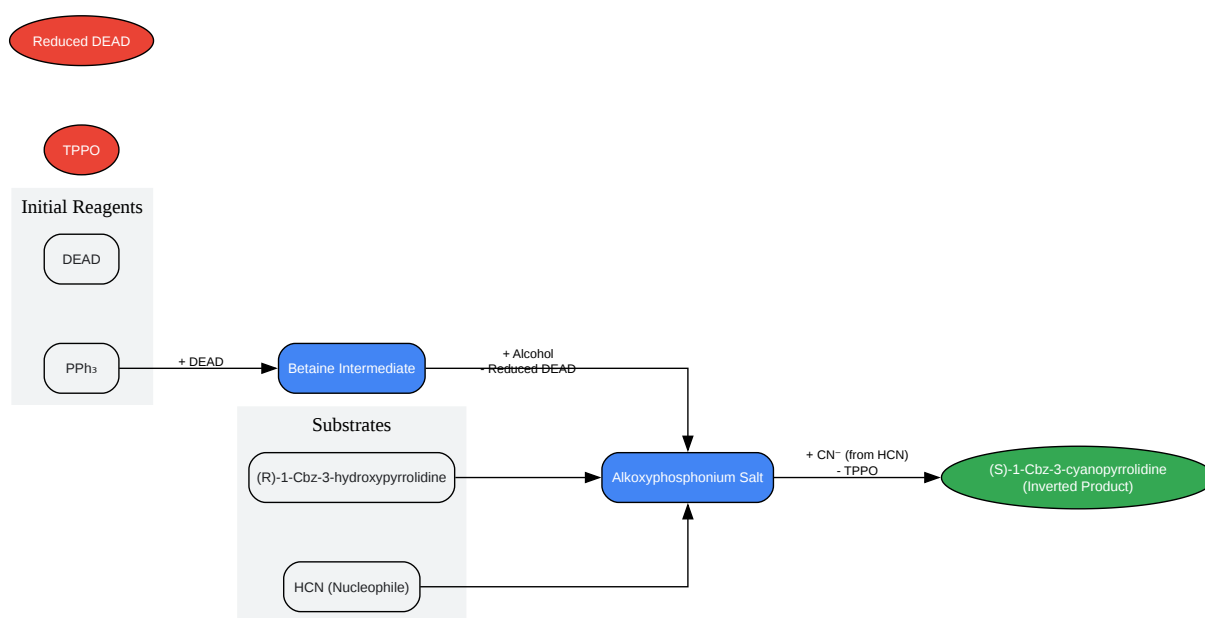 Reduced DEAD
TPPO
Initial Reagents
DEAD
PPh₃
+ DEAD
Betaine Intermediate
+ Alcohol
- Reduced DEAD
Substrates
(R)-1-Cbz-3-hydroxypyrrolidine
HCN (Nucleophile)
Alkoxyphosphonium Salt
+ CN⁻ (from HCN)
- TPPO
(S)-1-Cbz-3-cyanopyrrolidine
(Inverted Product)